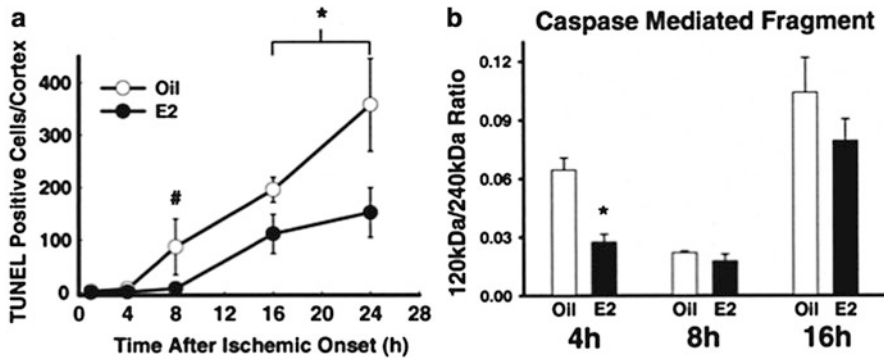 a
TUNEL Positive Cells/Cortex
400
300
200
100
0
Oil
E2
#
*
0 4 8 12 16 20 24 28
Time After Ischemic Onset (h)
b
Caspase Mediated Fragment
120kDa/240kDa Ratio
0.12
0.09
0.06
0.03
0.00
*
Oil E2 Oil E2 Oil E2
4h 8h 16h